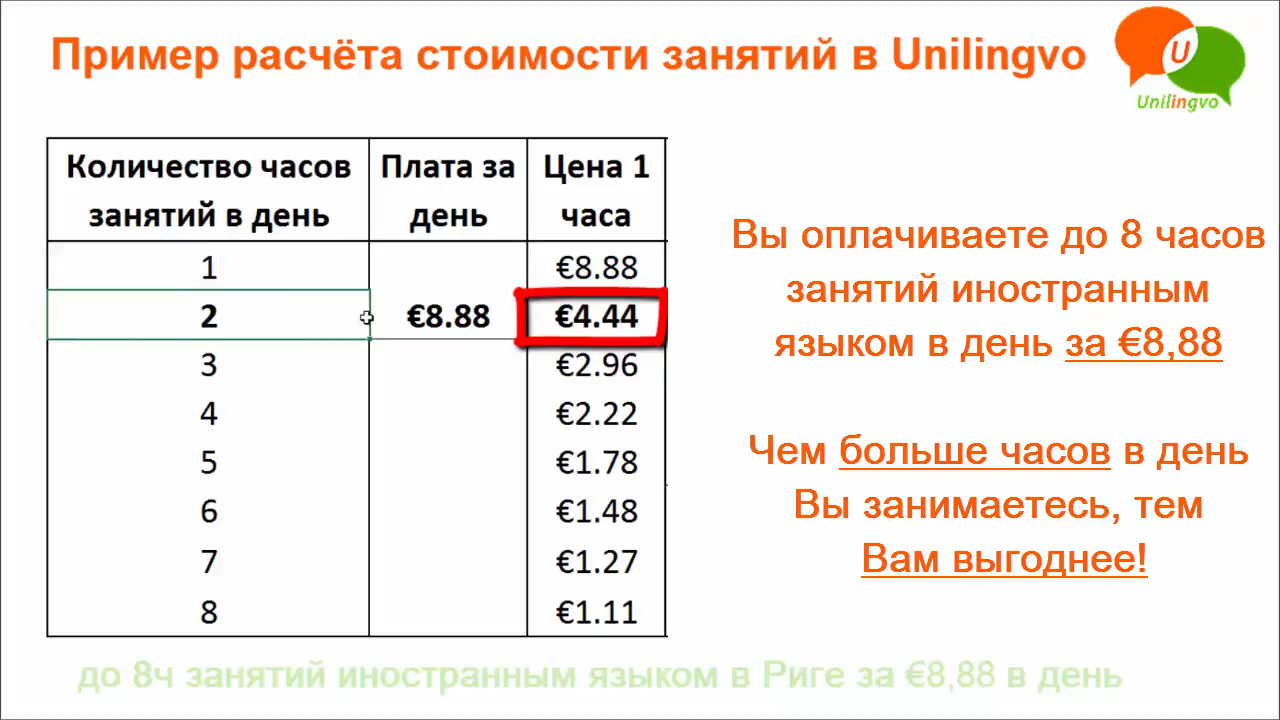 Пример расчёта стоимости занятий в Unilingvo
U
Unilingvo
Количество часов занятий в день Плата за день Цена 1 часа
1 €8.88
2 €8.88 €4.44
3 €2.96
4 €2.22
5 €1.78
6 €1.48
7 €1.27
8 €1.11
Вы оплачиваете до 8 часов
занятий иностранным
языком в день за €8,88
Чем больше часов в день
Вы занимаетесь, тем
Вам выгоднее!
до 8ч занятий иностранным языком в Риге за €8,88 в день